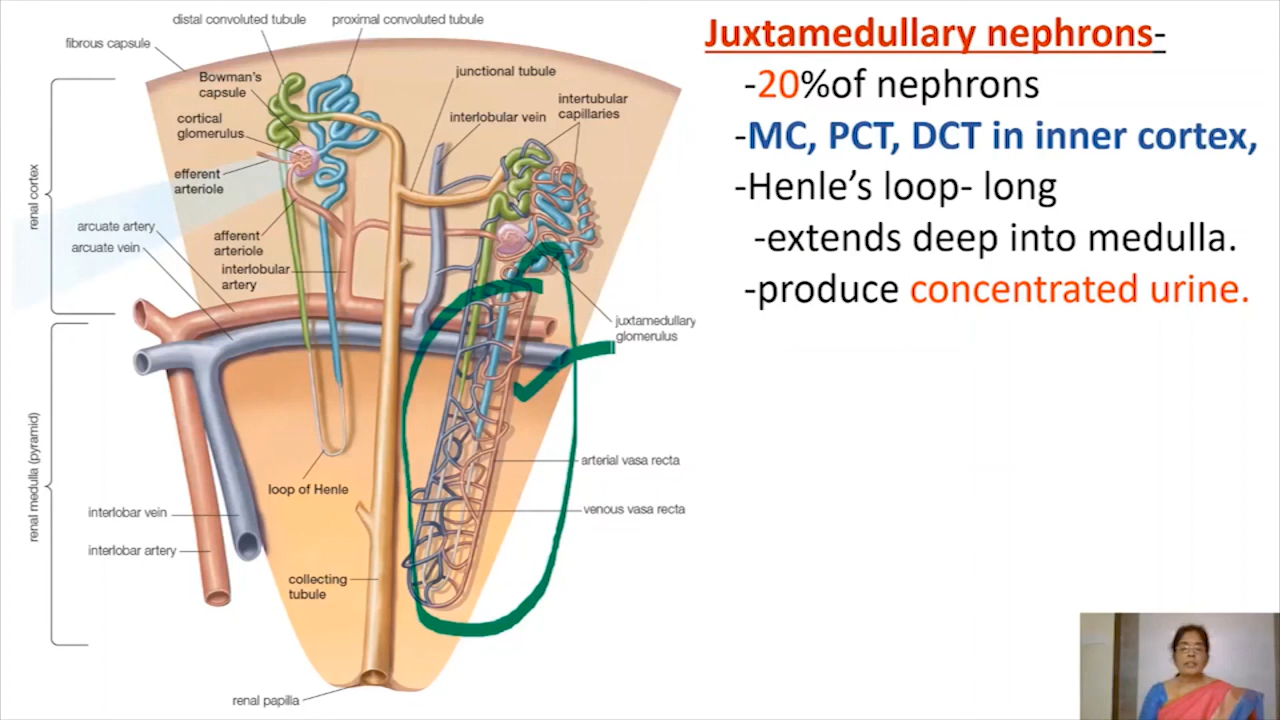 distal convoluted tubule
proximal convoluted tubule
fibrous capsule
Bowman's
capsule
junctional tubule
intertubular
capillaries
cortical
glomerulus
interlobular vein
efferent
arteriole
renal cortex
arcuate artery
arcuate vein
afferent
arteriole
interlobular
artery
juxtamedullary
glomerulus
renal medulla (pyramid)
arterial vasa recta
loop of Henle
venous vasa recta
interlobar vein
interlobar artery
collecting
tubule
renal papilla
Juxtamedullary nephrons-
-20%of nephrons
-MC, PCT, DCT in inner cortex,
-Henle’s loop- long
-extends deep into medulla.
-produce concentrated urine.